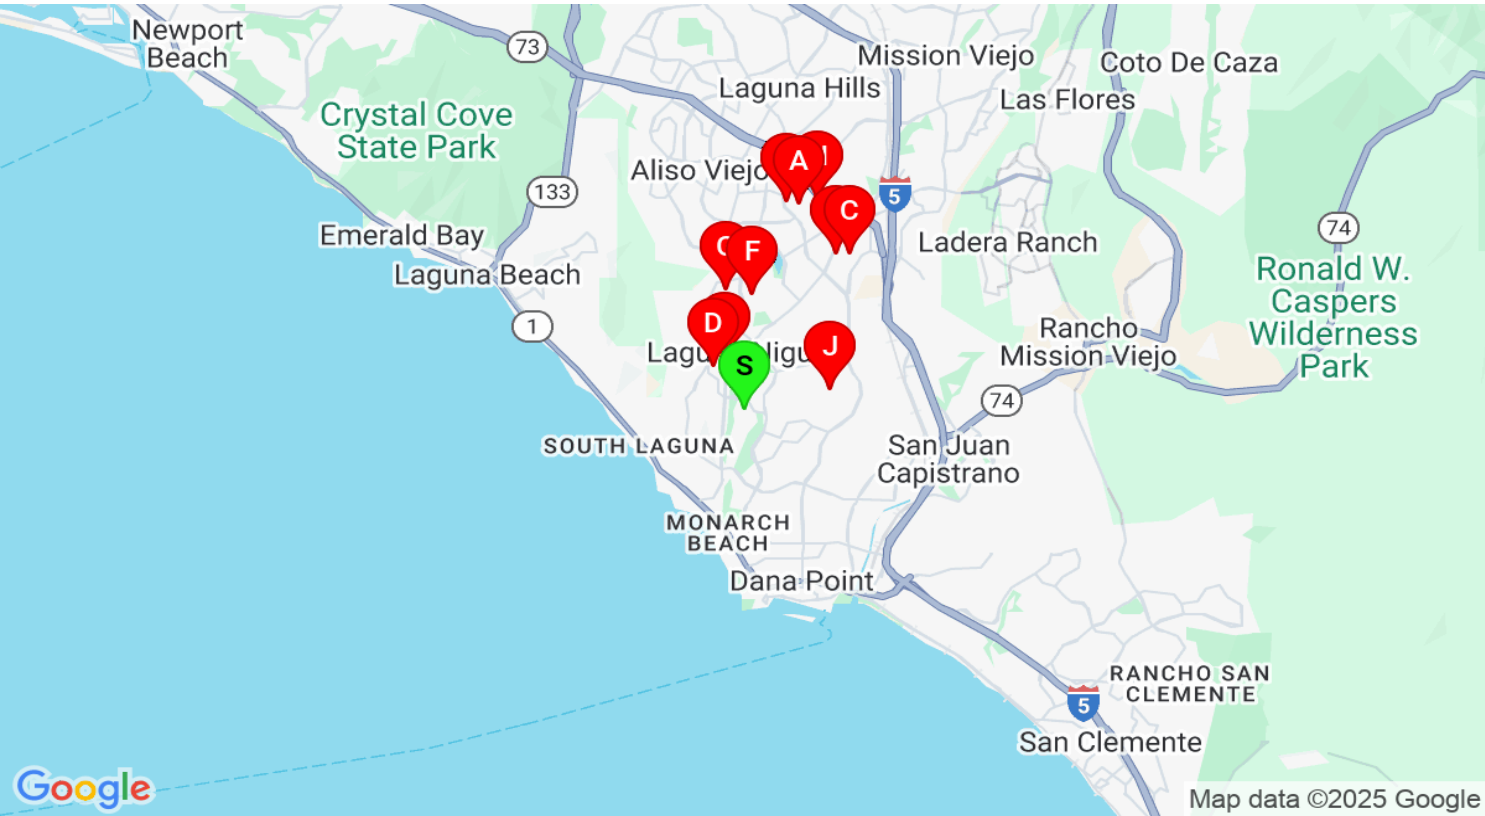 Newport
Beach
73
Mission Viejo
Coto De Caza
Laguna Hills
Las Flores
Crystal Cove
State Park
A
Aliso Viejo
133
5
C
74
Emerald Bay
Ladera Ranch
F
Laguna Beach
Ronald W.
Caspers
Wilderness
Park
1
D
Rancho
Mission Viejo
J
S
74
SOUTH LAGUNA
San Juan
Capistrano
MONARCH
BEACH
Dana Point
RANCHO SAN
CLEMENTE
5
San Clemente
Google
Map data ©2025 Google